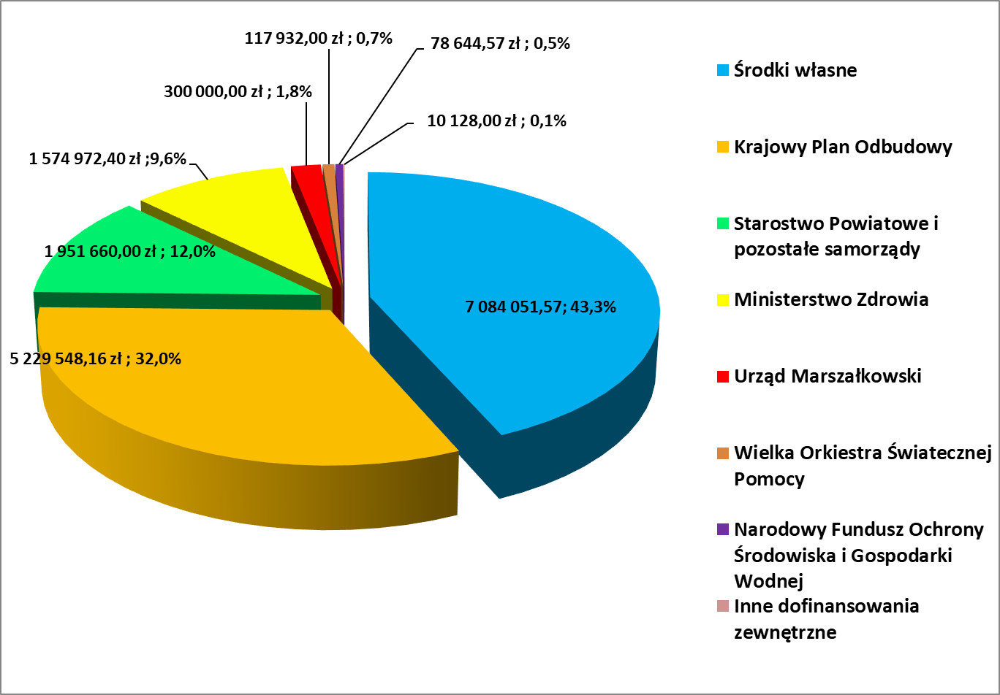 117 932,00 zł ; 0,7%
78 644,57 zł ; 0,5%
300 000,00 zł ; 1,8%
10 128,00 zł ; 0,1%
1 574 972,40 zł ;9,6%
1 951 660,00 zł ; 12,0%
7 084 051,57; 43,3%
5 229 548,16 zł ; 32,0%
Środki własne
Krajowy Plan Odbudowy
Starostwo Powiatowe i
pozostałe samorządy
Ministerstwo Zdrowia
Urząd Marszałkowski
Wielka Orkiestra Światecznej
Pomocy
Narodowy Fundusz Ochrony
Środowiska i Gospodarki
Wodnej
Inne dofinansowania
zewnętrzne